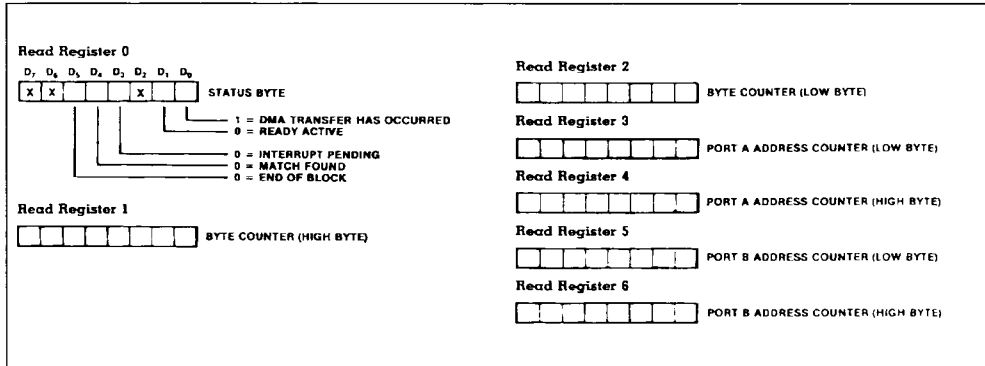 Read Register 0
D7 D6 D5 D4 D3 D2 D1 D0
X X X STATUS BYTE
1 = DMA TRANSFER HAS OCCURRED
0 = READY ACTIVE
0 = INTERRUPT PENDING
0 = MATCH FOUND
0 = END OF BLOCK
Read Register 1
BYTE COUNTER (HIGH BYTE)
Read Register 2
BYTE COUNTER (LOW BYTE)
Read Register 3
PORT A ADDRESS COUNTER (LOW BYTE)
Read Register 4
PORT A ADDRESS COUNTER (HIGH BYTE)
Read Register 5
PORT B ADDRESS COUNTER (LOW BYTE)
Read Register 6
PORT B ADDRESS COUNTER (HIGH BYTE)